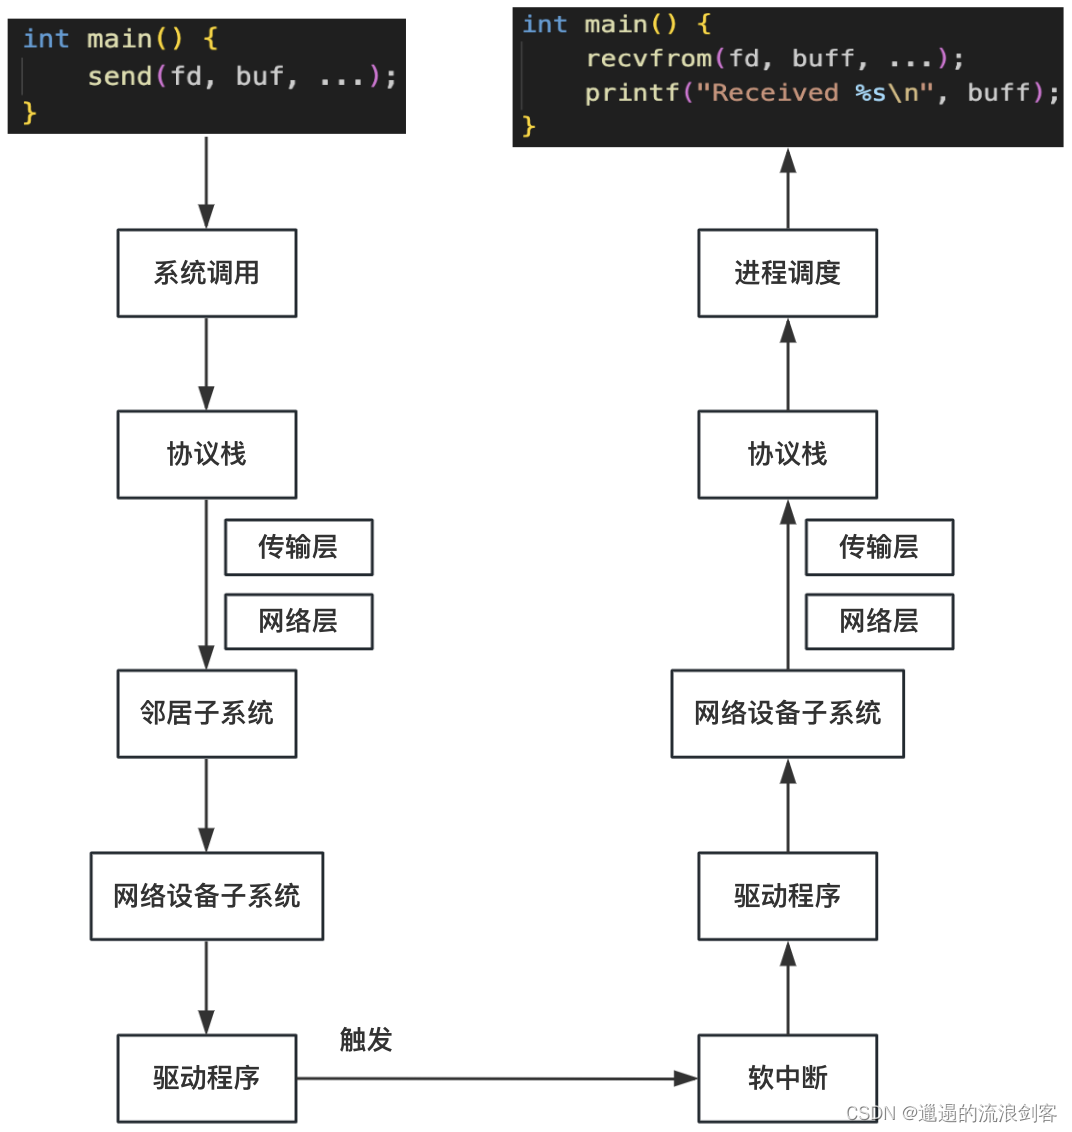 int main() {
send(fd, buf, ...);
}
系统调用
协议栈
传输层
网络层
邻居子系统
网络设备子系统
驱动程序
触发
int main() {
recvfrom(fd, buff, ...);
printf("Received %s\n", buff);
}
进程调度
协议栈
传输层
网络层
网络设备子系统
驱动程序
软中断
CSDN @邋遢的流浪剑客